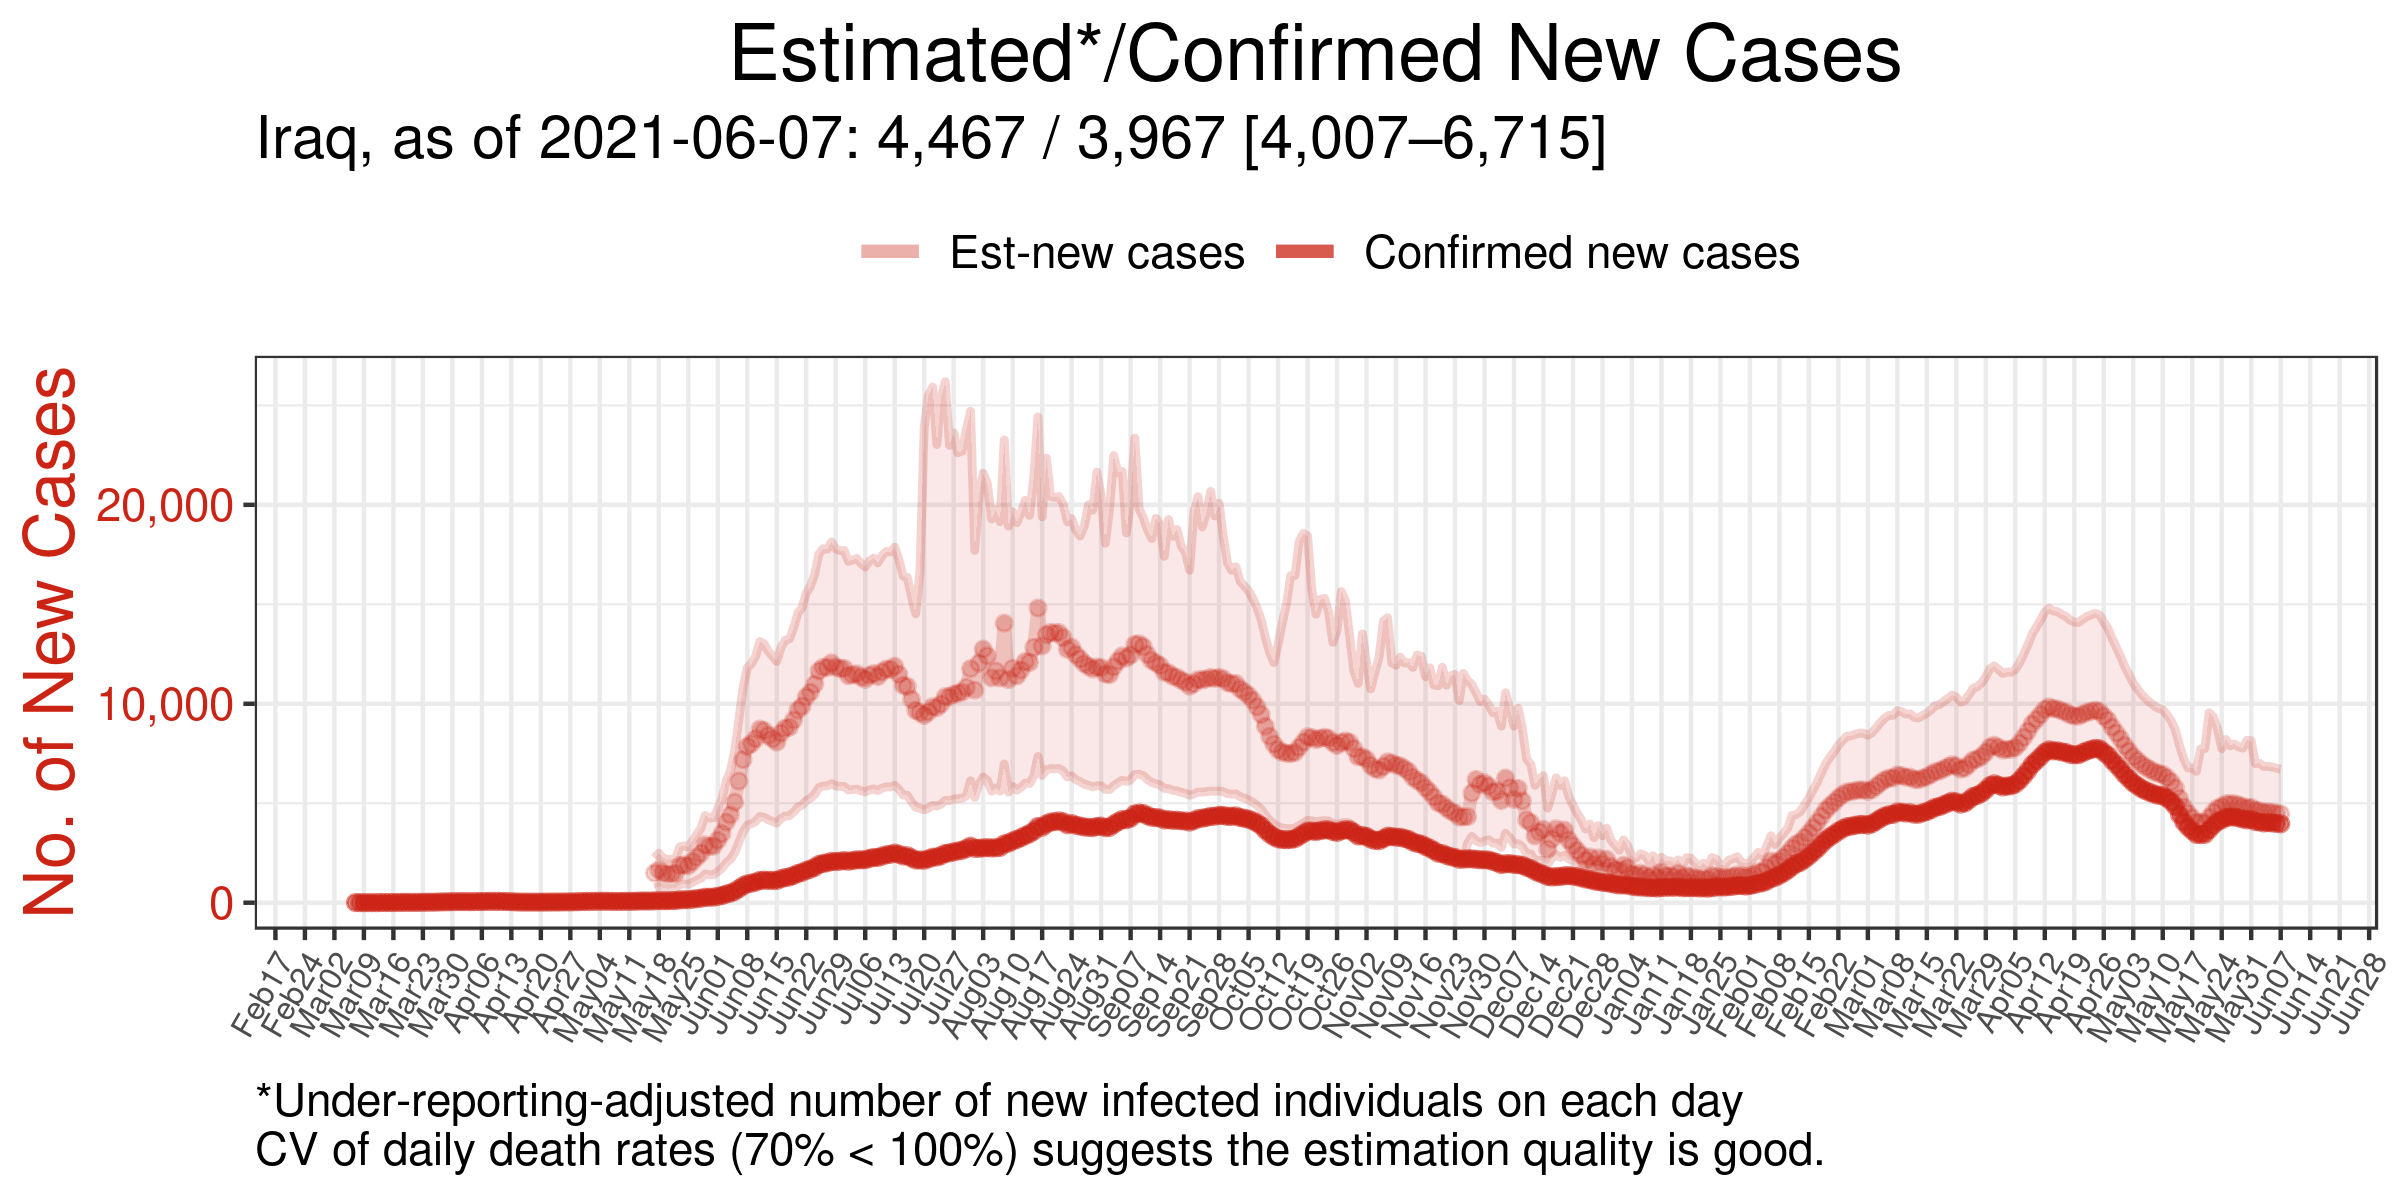 Estimated*/Confirmed New Cases
Iraq, as of 2021-06-07: 4,467 / 3,967 [4,007–6,715]
Est-new cases
Confirmed new cases
No. of New Cases
20,000
10,000
0
Feb17
Feb24
Mar02
Mar09
Mar16
Mar23
Mar30
Apr06
Apr13
Apr20
Apr27
May04
May11
May18
May25
Jun01
Jun08
Jun15
Jun22
Jun29
Jul06
Jul13
Jul20
Jul27
Aug03
Aug10
Aug17
Aug24
Aug31
Sep07
Sep14
Sep21
Sep28
Oct05
Oct12
Oct19
Oct26
Nov02
Nov09
Nov16
Nov23
Nov30
Dec07
Dec14
Dec21
Dec28
Jan04
Jan11
Jan18
Jan25
Feb01
Feb08
Feb15
Feb22
Mar01
Mar08
Mar15
Mar22
Mar29
Apr05
Apr12
Apr19
Apr26
May03
May10
May17
May24
May31
Jun07
Jun14
Jun21
Jun28
*Under-reporting-adjusted number of new infected individuals on each day
CV of daily death rates (70% < 100%) suggests the estimation quality is good.